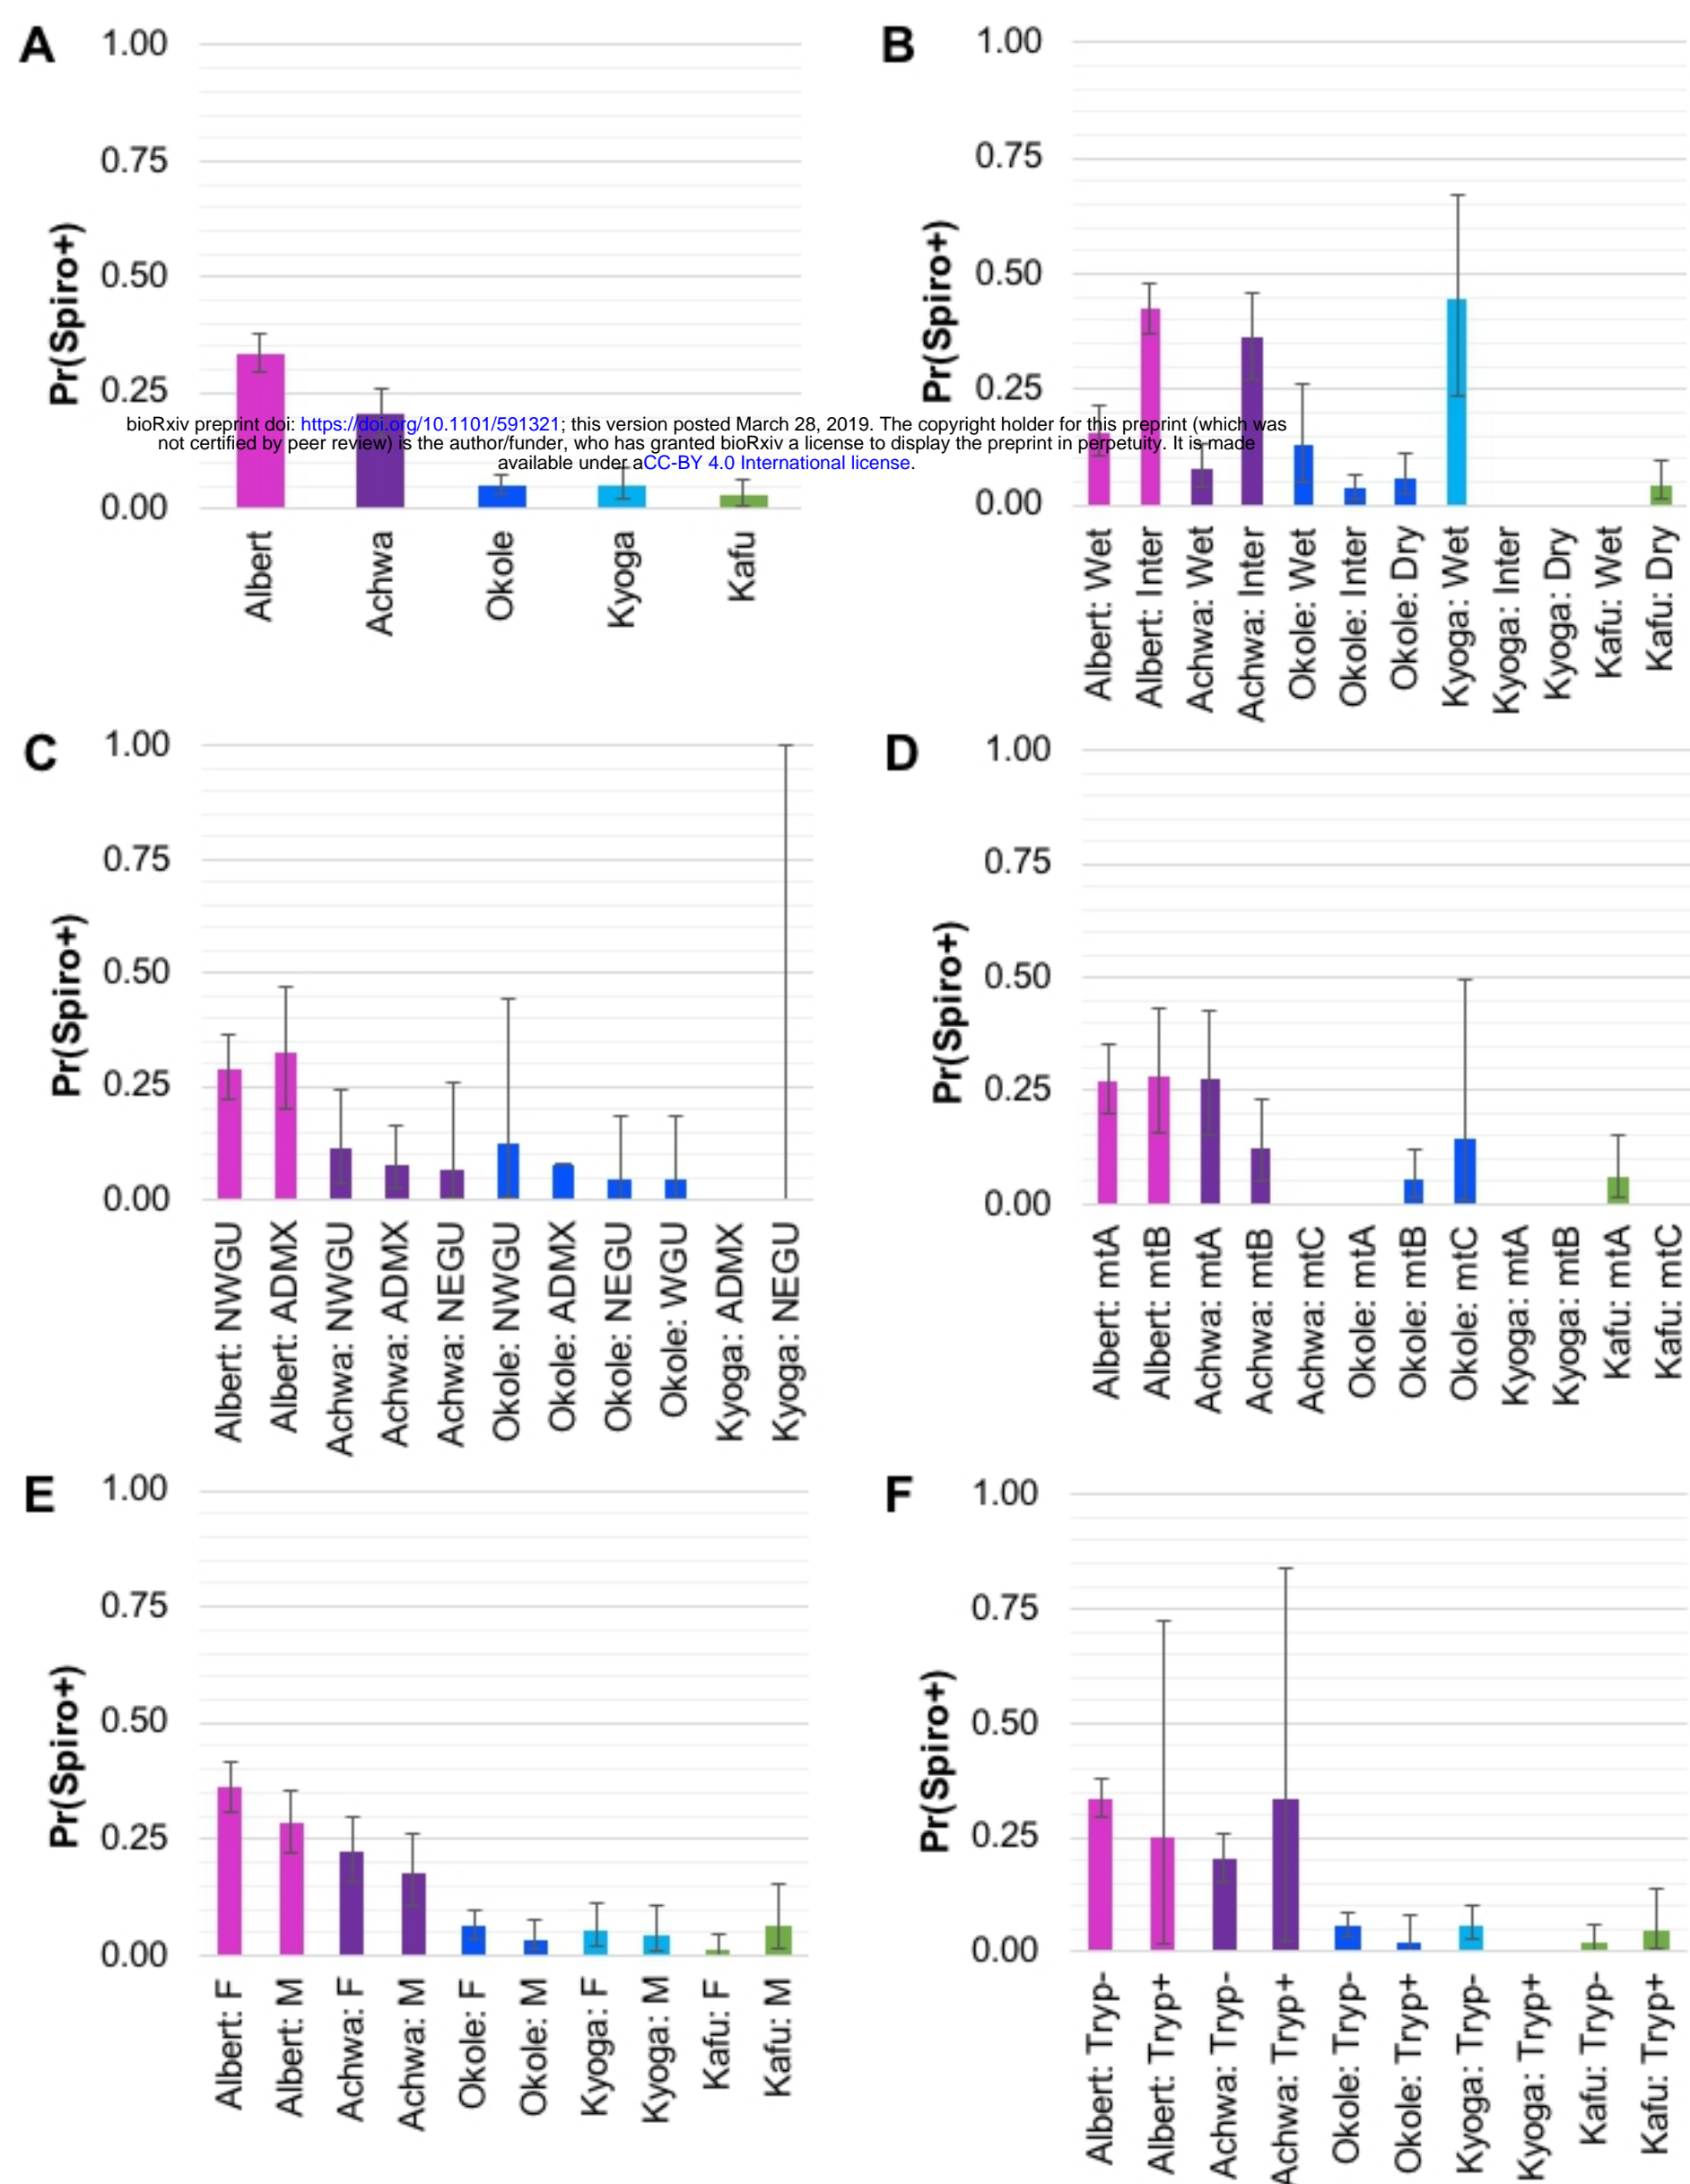 A
B
1.00
0.75
0.50
0.25
0.00
Pr(Spiro+)
Albert
Achwa
Okole
Kyoga
Kafu
1.00
0.75
0.50
0.25
0.00
Pr(Spiro+)
Albert: Wet
Albert: Inter
Achwa: Wet
Achwa: Inter
Okole: Wet
Okole: Inter
Okole: Dry
Kyoga: Wet
Kyoga: Inter
Kyoga: Dry
Kafu: Wet
Kafu: Dry
bioRxiv preprint doi: https://doi.org/10.1101/591321; this version posted March 28, 2019. The copyright holder for this preprint (which was
not certified by peer review) is the author/funder, who has granted bioRxiv a license to display the preprint in perpetuity. It is made
available under aCC-BY 4.0 International license.
C
1.00
0.75
0.50
0.25
0.00
Pr(Spiro+)
Albert: NWGU
Albert: ADMX
Achwa: NWGU
Achwa: ADMX
Achwa: NEGU
Okole: NWGU
Okole: ADMX
Okole: NEGU
Okole: WGU
Kyoga: ADMX
Kyoga: NEGU
D
1.00
0.75
0.50
0.25
0.00
Pr(Spiro+)
Albert: mtA
Albert: mtB
Achwa: mtA
Achwa: mtB
Achwa: mtC
Okole: mtA
Okole: mtB
Okole: mtC
Kyoga: mtA
Kyoga: mtB
Kafu: mtA
Kafu: mtC
E
1.00
0.75
0.50
0.25
0.00
Pr(Spiro+)
Albert: F
Albert: M
Achwa: F
Achwa: M
Okole: F
Okole: M
Kyoga: F
Kyoga: M
Kafu: F
Kafu: M
F
1.00
0.75
0.50
0.25
0.00
Pr(Spiro+)
Albert: Tryp-
Albert: Tryp+
Achwa: Tryp-
Achwa: Tryp+
Okole: Tryp-
Okole: Tryp+
Kyoga: Tryp-
Kyoga: Tryp+
Kafu: Tryp-
Kafu: Tryp+